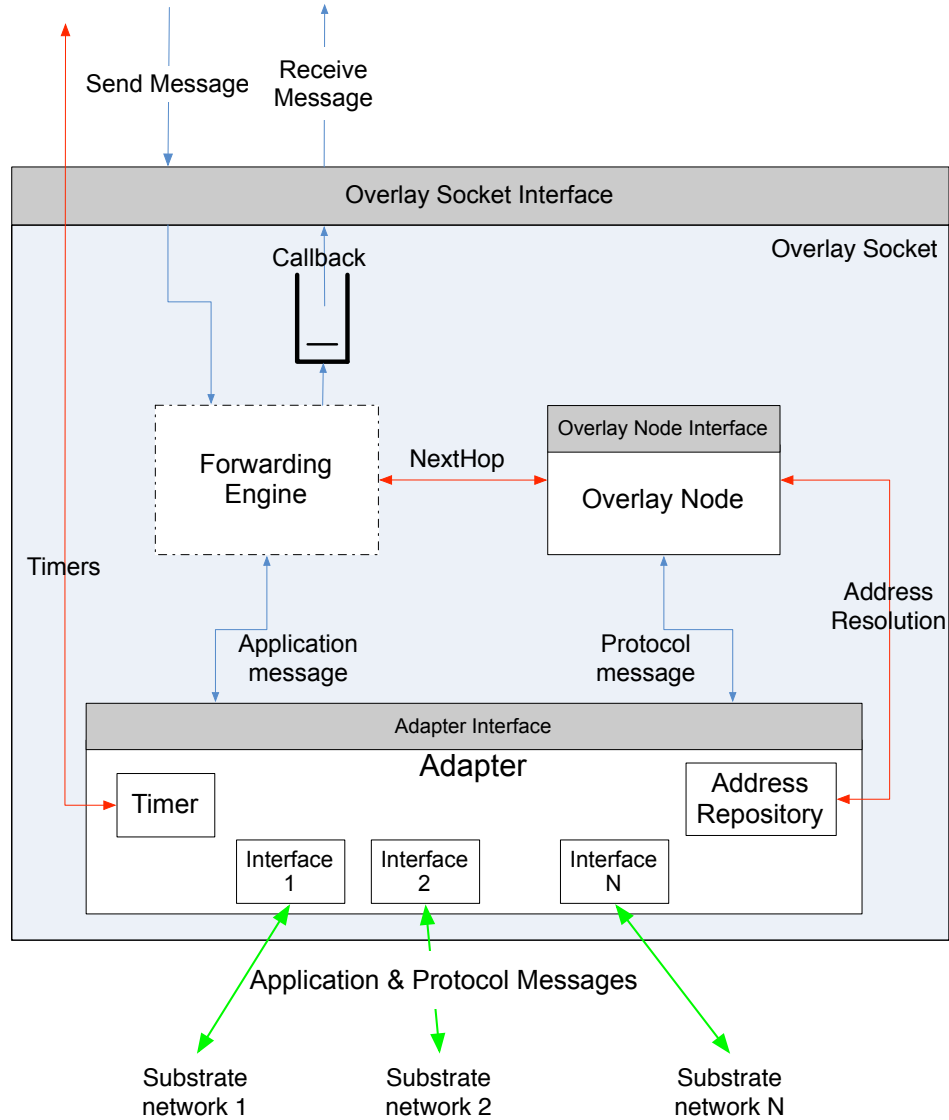 Send Message
Receive
Message
Overlay Socket Interface
Overlay Socket
Callback
Overlay Node Interface
Forwarding
Engine
NextHop
Overlay Node
Timers
Address
Resolution
Application
message
Protocol
message
Adapter Interface
Adapter
Timer
Address
Repository
Interface
1
Interface
2
Interface
N
Application & Protocol Messages
Substrate
network 1
Substrate
network 2
Substrate
network N